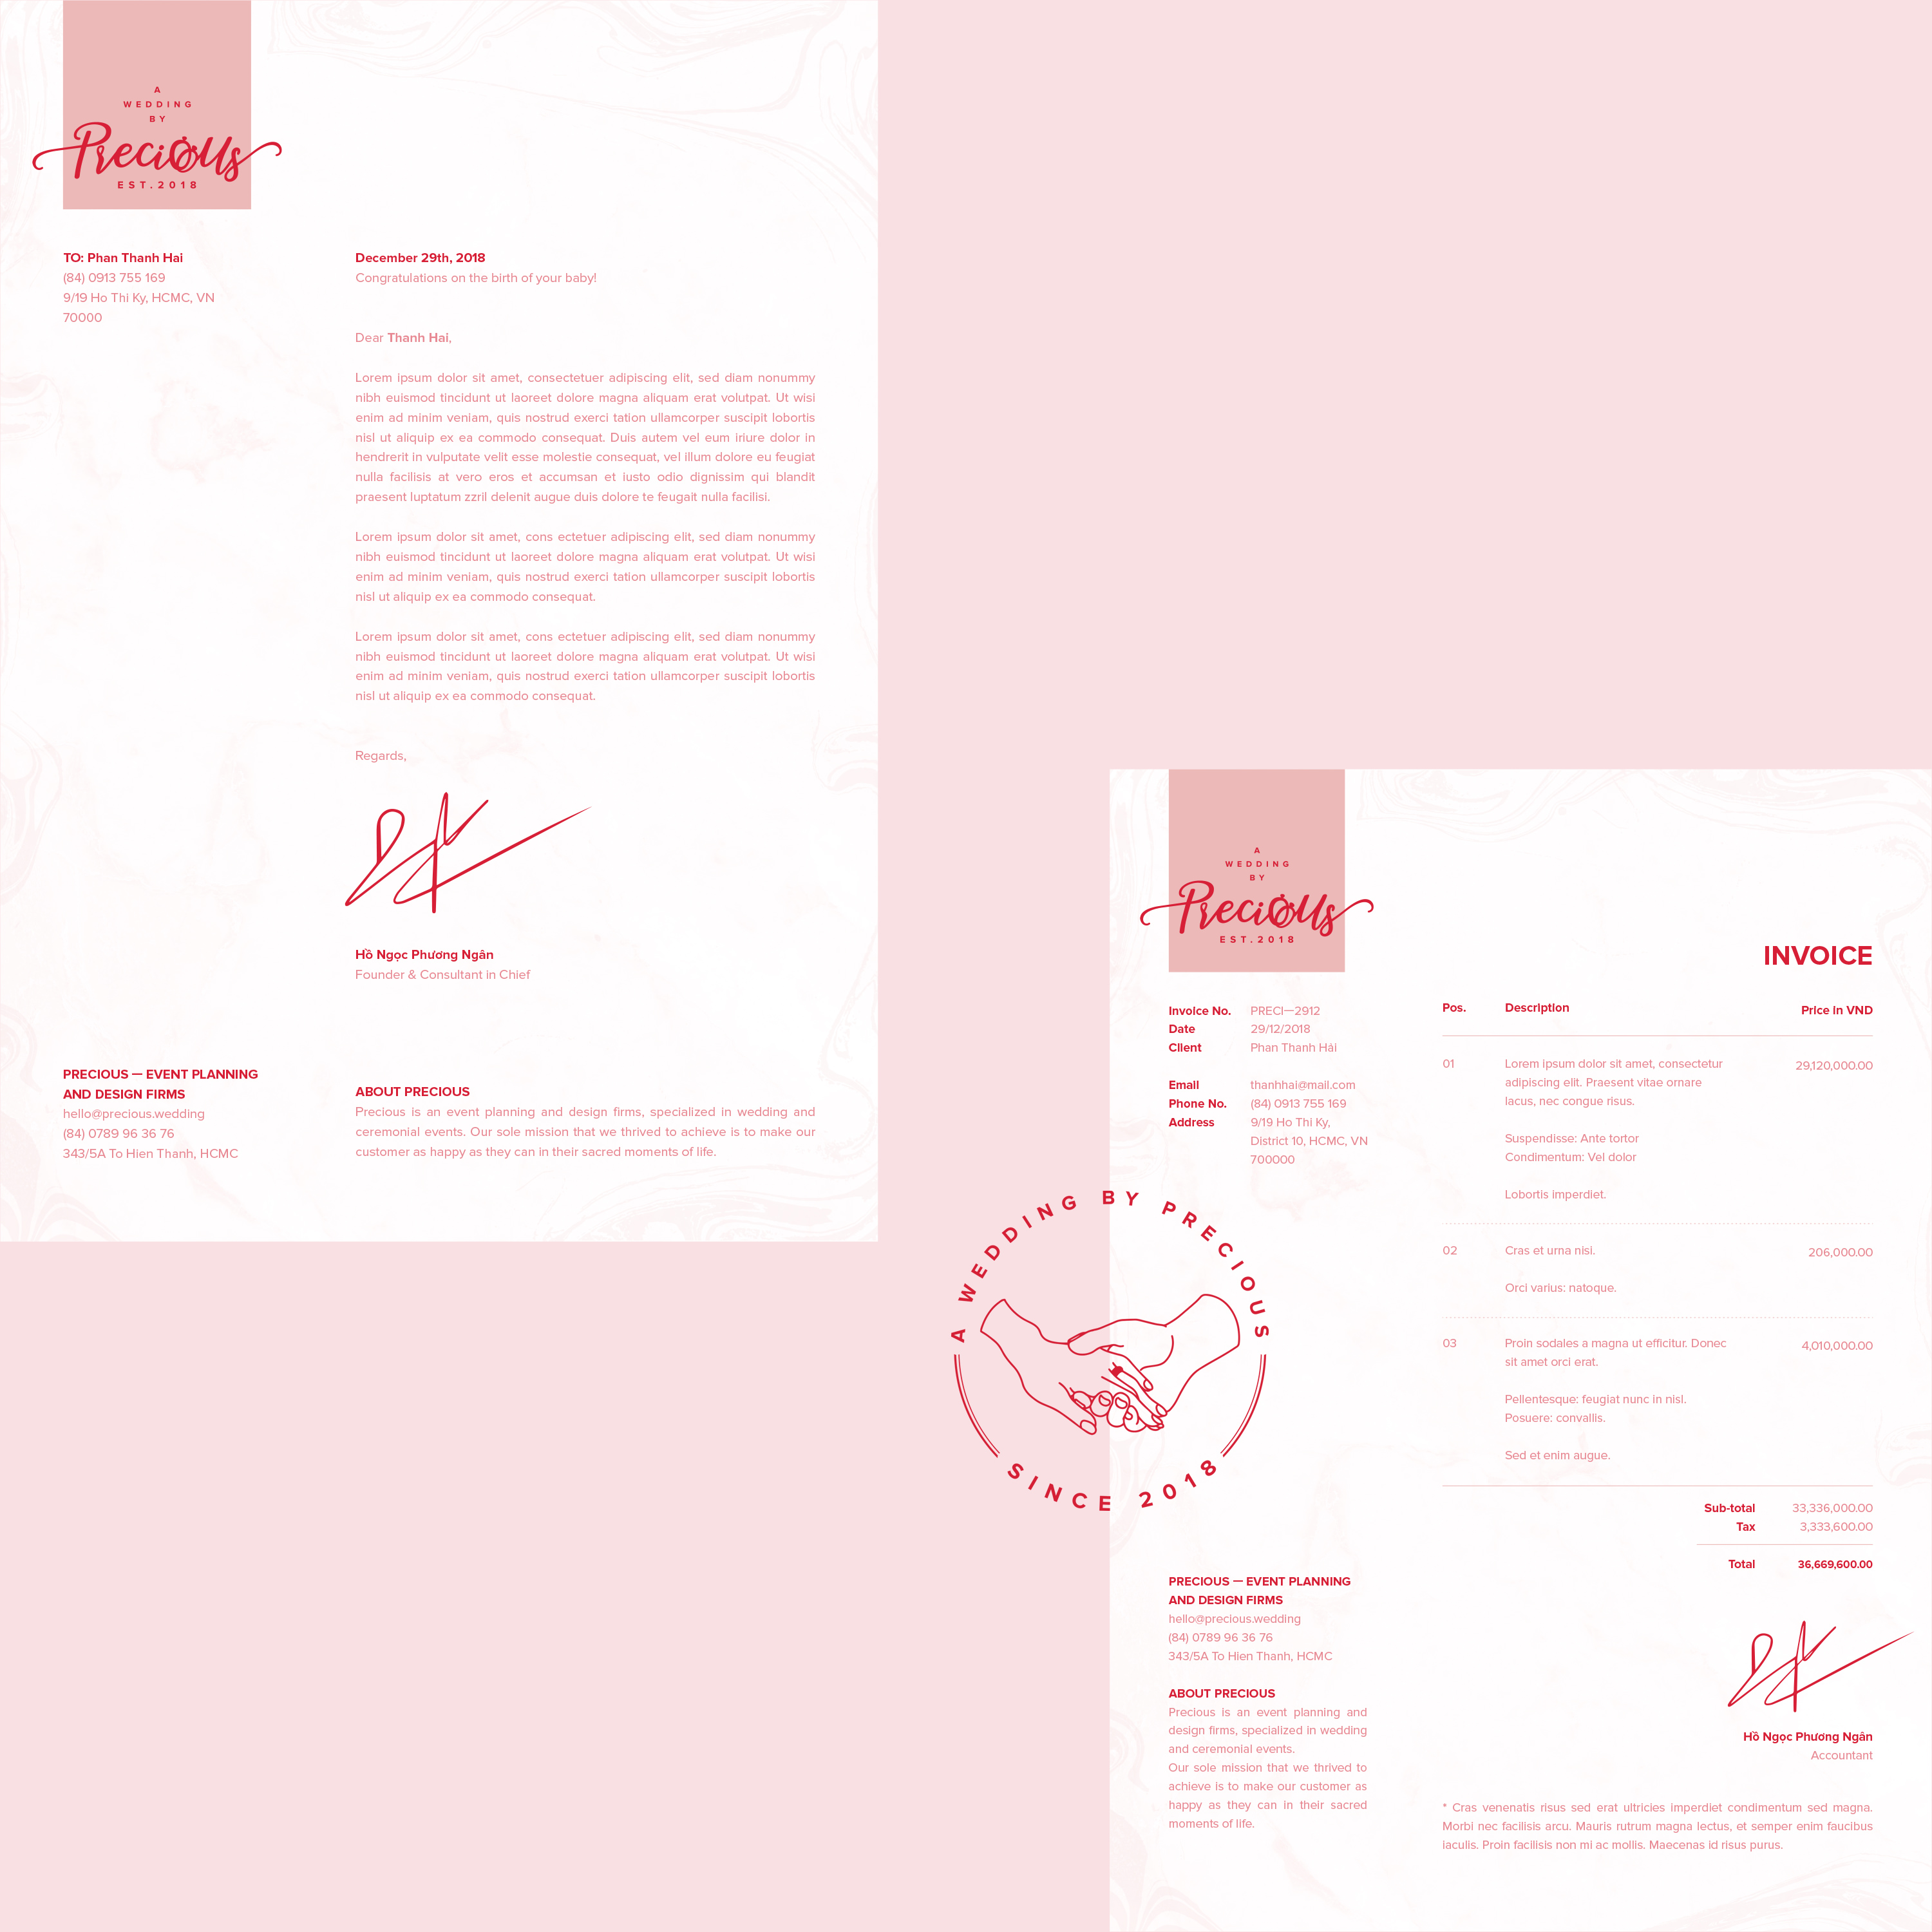 A
WEDDING
BY
Precious
EST.2018
TO: Phan Thanh Hai
(84) 0913 755 169
9/19 Ho Thi Ky, HCMC, VN
70000
December 29th, 2018
Congratulations on the birth of your baby!
Dear Thanh Hai,
Lorem ipsum dolor sit amet, consectetuer adipiscing elit, sed diam nonummy
nibh euismod tincidunt ut laoreet dolore magna aliquam erat volutpat. Ut wisi
enim ad minim veniam, quis nostrud exerci tation ullamcorper suscipit lobortis
nisl ut aliquip ex ea commodo consequat. Duis autem vel eum iriure dolor in
hendrerit in vulputate velit esse molestie consequat, vel illum dolore eu feugiat
nulla facilisis at vero eros et accumsan et iusto odio dignissim qui blandit
praesent luptatum zzril delenit augue duis dolore te feugait nulla facilisi.
Lorem ipsum dolor sit amet, cons ectetuer adipiscing elit, sed diam nonummy
nibh euismod tincidunt ut laoreet dolore magna aliquam erat volutpat. Ut wisi
enim ad minim veniam, quis nostrud exerci tation ullamcorper suscipit lobortis
nisl ut aliquip ex ea commodo consequat.
Lorem ipsum dolor sit amet, cons ectetuer adipiscing elit, sed diam nonummy
nibh euismod tincidunt ut laoreet dolore magna aliquam erat volutpat. Ut wisi
enim ad minim veniam, quis nostrud exerci tation ullamcorper suscipit lobortis
nisl ut aliquip ex ea commodo consequat.
Regards,
Hồ Ngọc Phương Ngân
Founder & Consultant in Chief
PRECIOUS — EVENT PLANNING
AND DESIGN FIRMS
hello@precious.wedding
(84) 0789 96 36 76
343/5A To Hien Thanh, HCMC
ABOUT PRECIOUS
Precious is an event planning and design firms, specialized in wedding and
ceremonial events. Our sole mission that we thrived to achieve is to make our
customer as happy as they can in their sacred moments of life.
A WEDDING BY PRECIOUS
SINCE 2018
A
WEDDING
BY
Precious
EST.2018
INVOICE
Invoice No. PRECI—2912
Date 29/12/2018
Client Phan Thanh Hải
Email thanhhai@mail.com
Phone No. (84) 0913 755 169
Address 9/19 Ho Thi Ky,
District 10, HCMC, VN
700000
Pos. Description Price in VND
01 Lorem ipsum dolor sit amet, consectetur 29,120,000.00
adipiscing elit. Praesent vitae ornare
lacus, nec congue risus.
Suspendisse: Ante tortor
Condimentum: Vel dolor
Lobortis imperdiet.
02 Cras et urna nisi. 206,000.00
Orci varius: natoque.
03 Proin sodales a magna ut efficitur. Donec 4,010,000.00
sit amet orci erat.
Pellentesque: feugiat nunc in nisl.
Posuere: convallis.
Sed et enim augue.
Sub-total 33,336,000.00
Tax 3,333,600.00
Total 36,669,600.00
Hồ Ngọc Phương Ngân
Accountant
PRECIOUS — EVENT PLANNING
AND DESIGN FIRMS
hello@precious.wedding
(84) 0789 96 36 76
343/5A To Hien Thanh, HCMC
ABOUT PRECIOUS
Precious is an event planning and
design firms, specialized in wedding
and ceremonial events.
Our sole mission that we thrived to
achieve is to make our customer as
happy as they can in their sacred
moments of life.
* Cras venenatis risus sed erat ultricies imperdiet condimentum sed magna.
Morbi nec facilisis arcu. Mauris rutrum magna lectus, et semper enim faucibus
iaculis. Proin facilisis non mi ac mollis. Maecenas id risus purus.